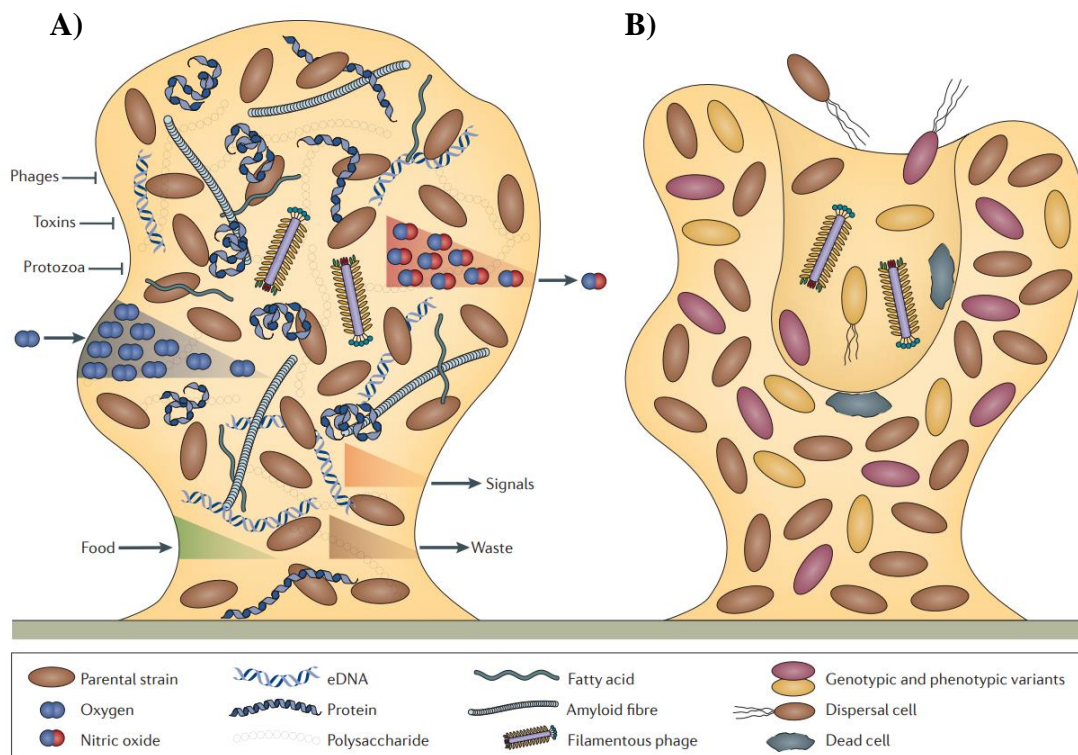 A)
B)
Phages
Toxins
Protozoa
Signals
Food
Waste
Parental strain
eDNA
Fatty acid
Genotypic and phenotypic variants
Oxygen
Protein
Amyloid fibre
Dispersal cell
Nitric oxide
Polysaccharide
Filamentous phage
Dead cell